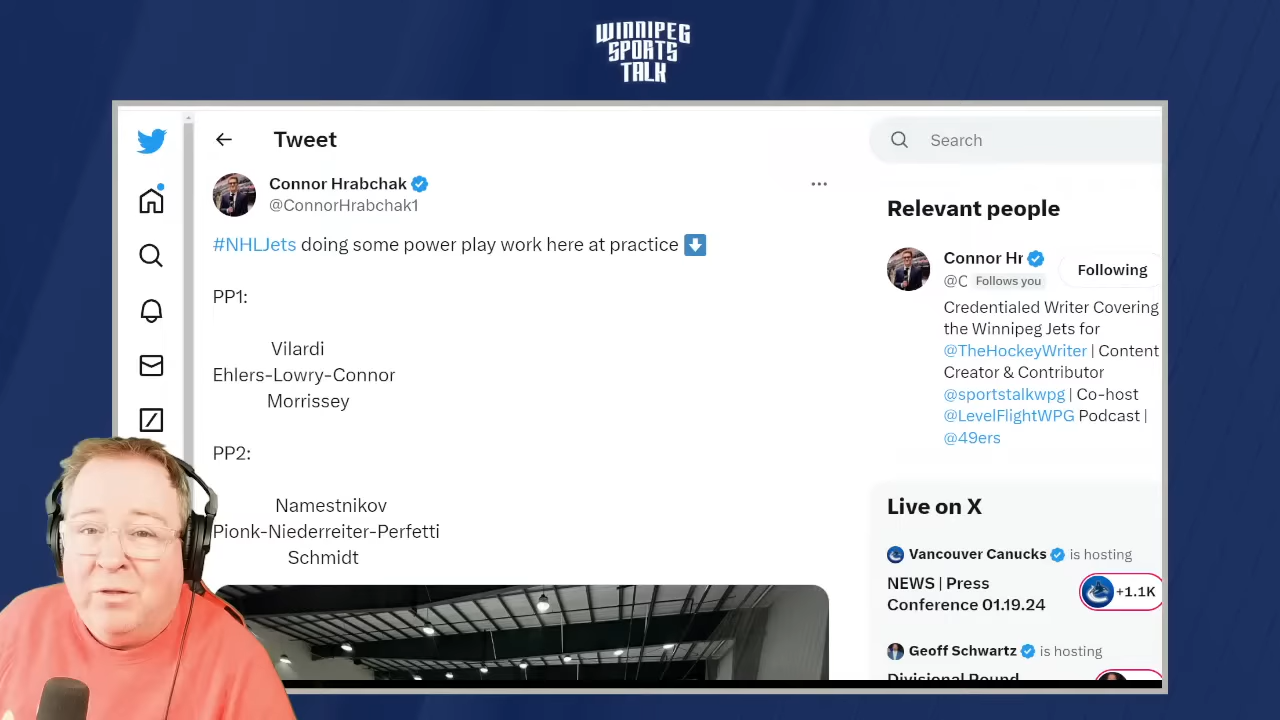 WINNIPEG
SPORTS
TALK
Tweet
Search
Connor Hrabchak
@ConnorHrabchak1
#NHLJets doing some power play work here at practice
PP1:
Vilardi
Ehlers-Lowry-Connor
Morrissey
PP2:
Namestnikov
Pionk-Niederreiter-Perfetti
Schmidt
Relevant people
Connor Hr
Following
@C Follows you
Credentialed Writer Covering
the Winnipeg Jets for
@TheHockeyWriter | Content
Creator & Contributor
@sportstalkwpg | Co-host
@LevelFlightWPG Podcast |
@49ers
Live on X
Vancouver Canucks is hosting
NEWS | Press
Conference 01.19.24
+1.1K
Geoff Schwartz is hosting
Divisional Round